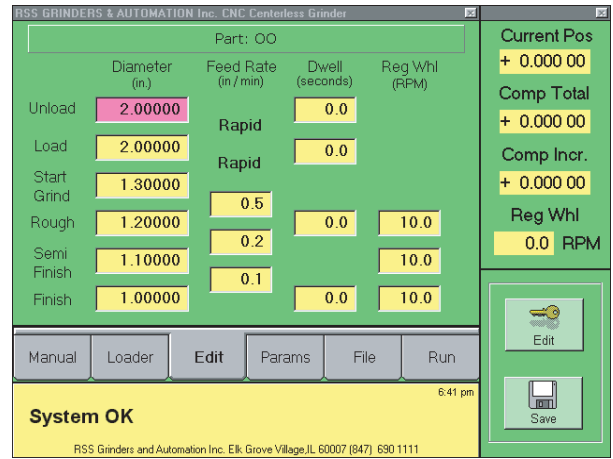 RSS GRINDERS & AUTOMATION Inc. CNC Centerless Grinder
Part: OO
Diameter (in.) Feed Rate (in/min) Dwell (seconds) Reg Whl (RPM)
Unload 2.00000 0.0
Rapid
Load 2.00000 0.0
Rapid
Start Grind 1.30000
0.5
Rough 1.20000 0.0 10.0
0.2
Semi Finish 1.10000 10.0
0.1
Finish 1.00000 0.0 10.0
Manual Loader Edit Params File Run
6:41 pm
System OK
RSS Grinders and Automation Inc. Elk Grove Village,IL 60007 (847) 690 1111
Current Pos
+ 0.000 00
Comp Total
+ 0.000 00
Comp Incr.
+ 0.000 00
Reg Whl
0.0 RPM
Edit
Save